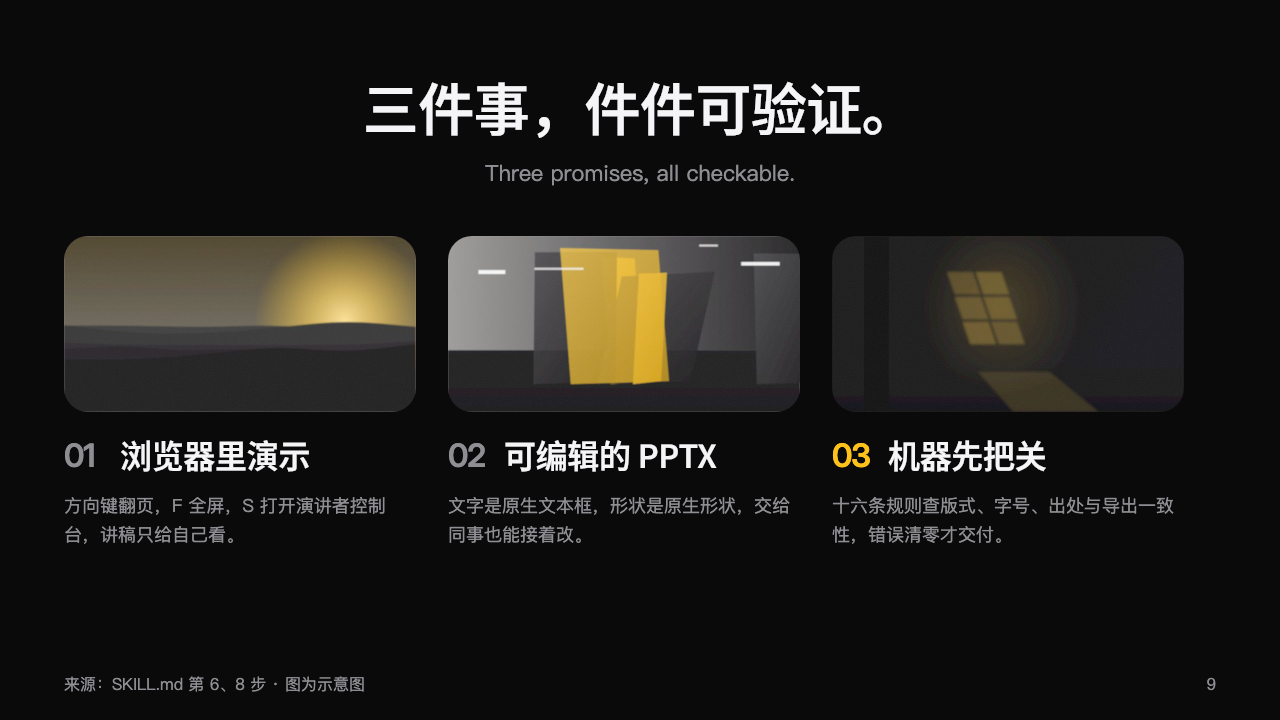 三件事，件件可验证。
Three promises, all checkable.
01 浏览器里演示
方向键翻页，F 全屏，S 打开演讲者控制
台，讲稿只给自己看。
02 可编辑的 PPTX
文字是原生文本框，形状是原生形状，交给
同事也能接着改。
03 机器先把关
十六条规则查版式、字号、出处与导出一致
性，错误清零才交付。
来源：SKILL.md 第 6、8 步 · 图为示意图
9